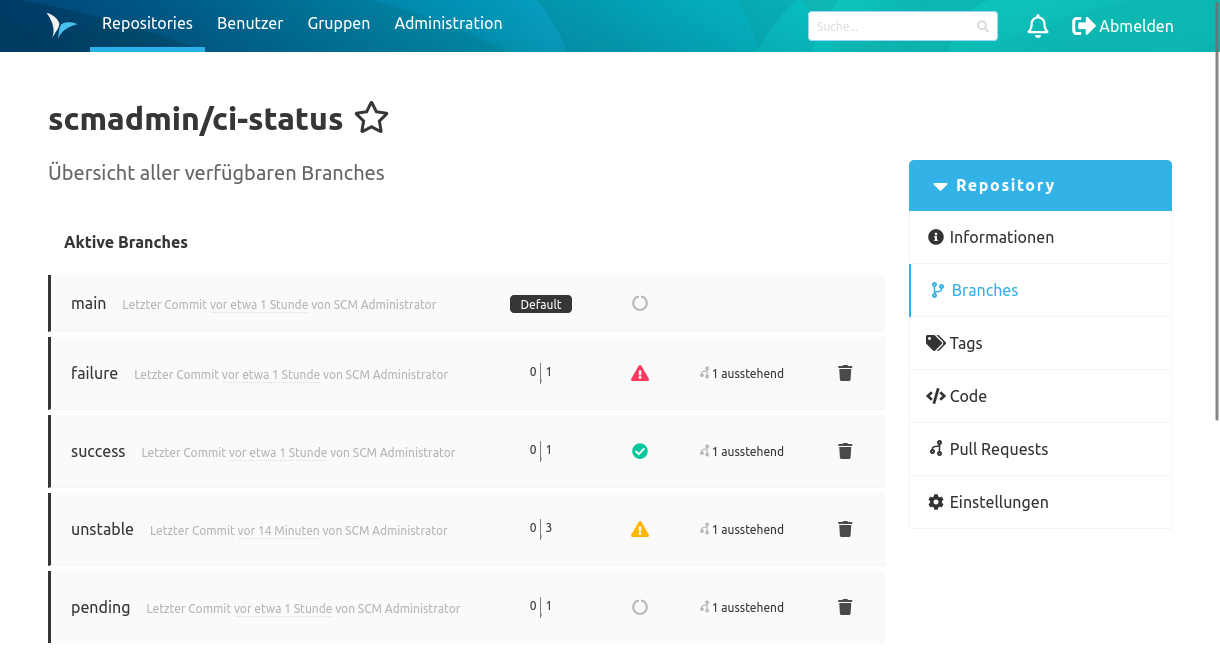 Repositories Benutzer Gruppen Administration Suche... Abmelden
scmadmin/ci-status
Übersicht aller verfügbaren Branches
Aktive Branches
main Letzter Commit vor etwa 1 Stunde von SCM Administrator Default
failure Letzter Commit vor etwa 1 Stunde von SCM Administrator 0 1 1 ausstehend
success Letzter Commit vor etwa 1 Stunde von SCM Administrator 0 1 1 ausstehend
unstable Letzter Commit vor 14 Minuten von SCM Administrator 0 3 1 ausstehend
pending Letzter Commit vor etwa 1 Stunde von SCM Administrator 0 1 1 ausstehend
Repository
Informationen
Branches
Tags
Code
Pull Requests
Einstellungen